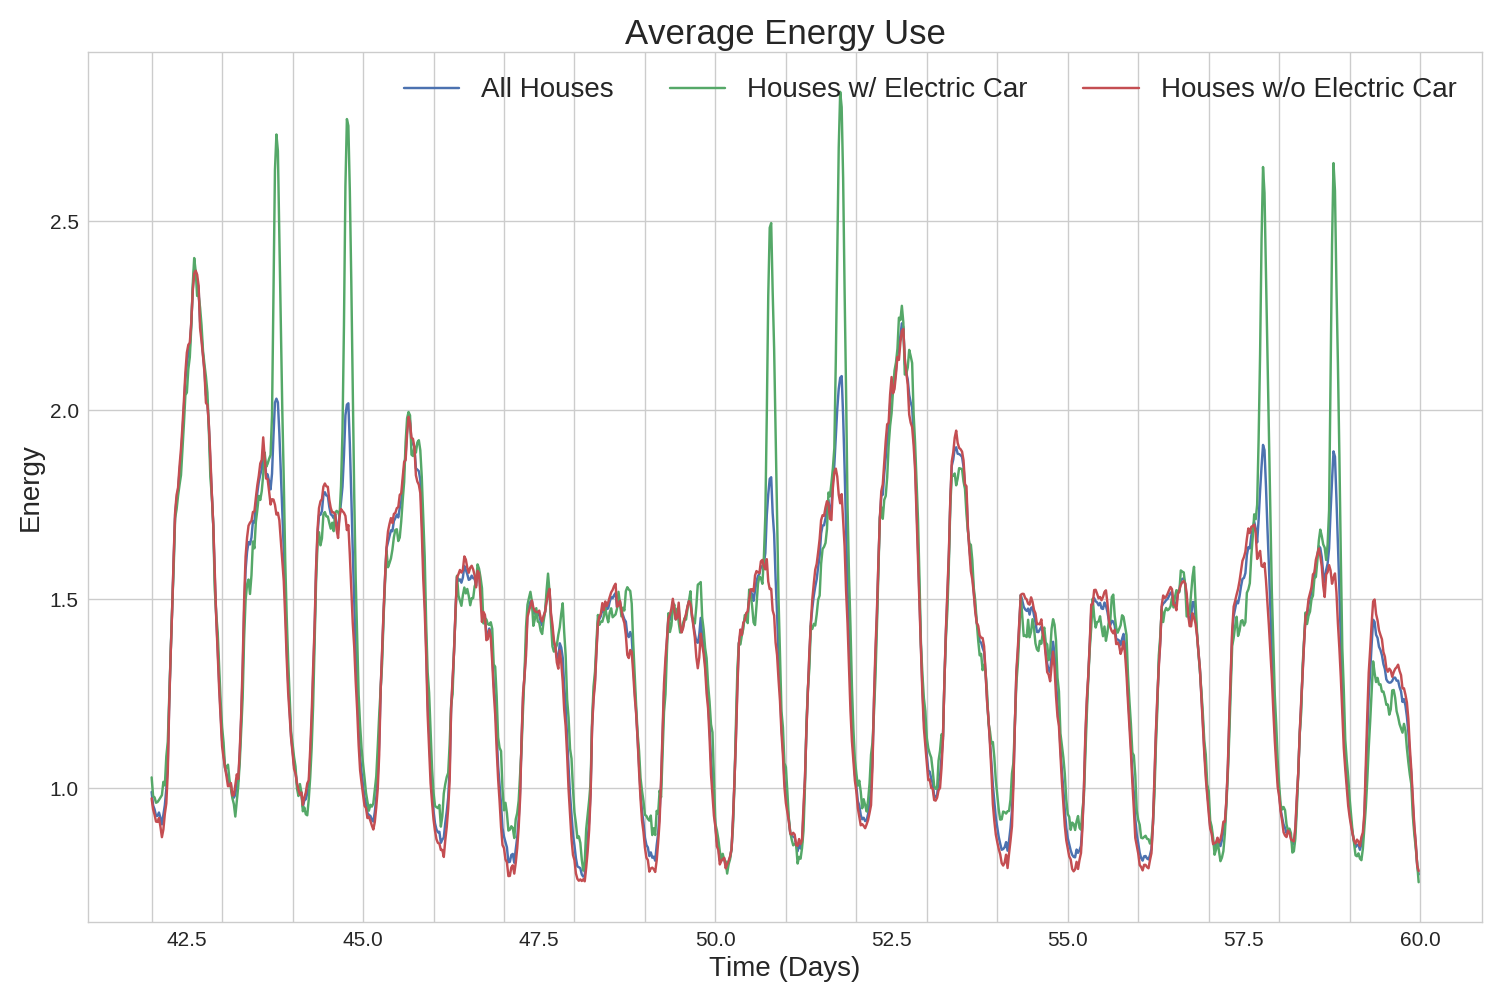 Average Energy Use
All Houses Houses w/ Electric Car Houses w/o Electric Car
2.5
2.0
1.5
1.0
Energy
42.5 45.0 47.5 50.0 52.5 55.0 57.5 60.0
Time (Days)